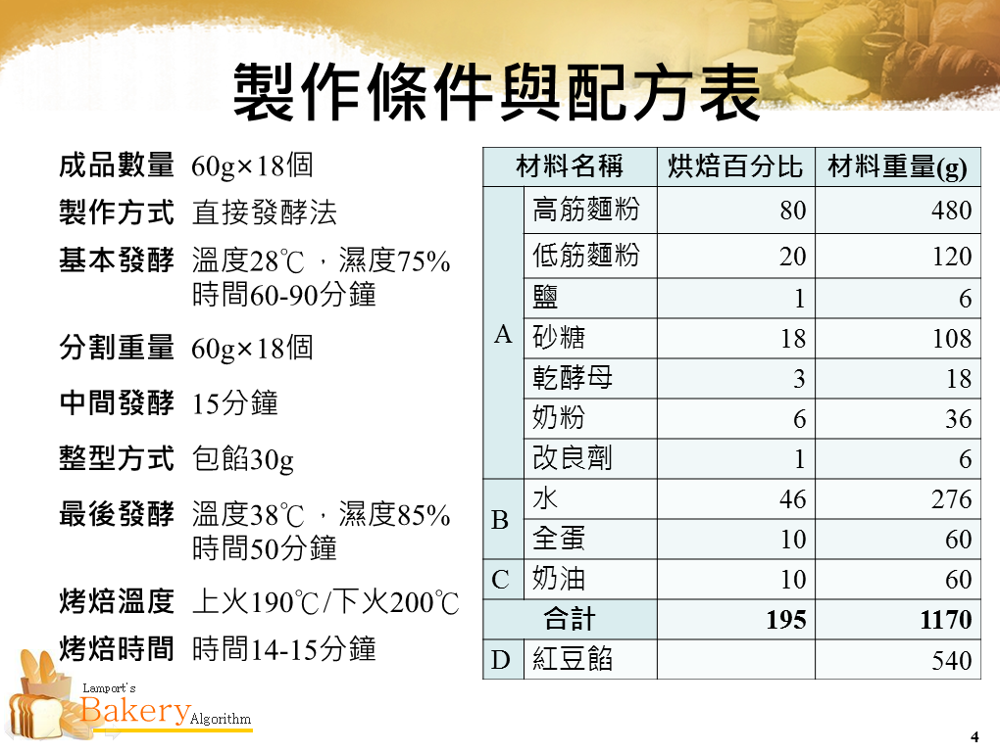 製作條件與配方表
成品數量 60g×18個
製作方式 直接發酵法
基本發酵 溫度28℃，濕度75%
時間60-90分鐘
分割重量 60g×18個
中間發酵 15分鐘
整型方式 包餡30g
最後發酵 溫度38℃，濕度85%
時間50分鐘
烤焙溫度 上火190℃/下火200℃
烤焙時間 時間14-15分鐘
材料名稱 烘焙百分比 材料重量(g)
A
高筋麵粉 80 480
低筋麵粉 20 120
鹽 1 6
砂糖 18 108
乾酵母 3 18
奶粉 6 36
改良劑 1 6
B
水 46 276
全蛋 10 60
C 奶油 10 60
合計 195 1170
D 紅豆餡 540
Lamport's
Bakery Algorithm
4